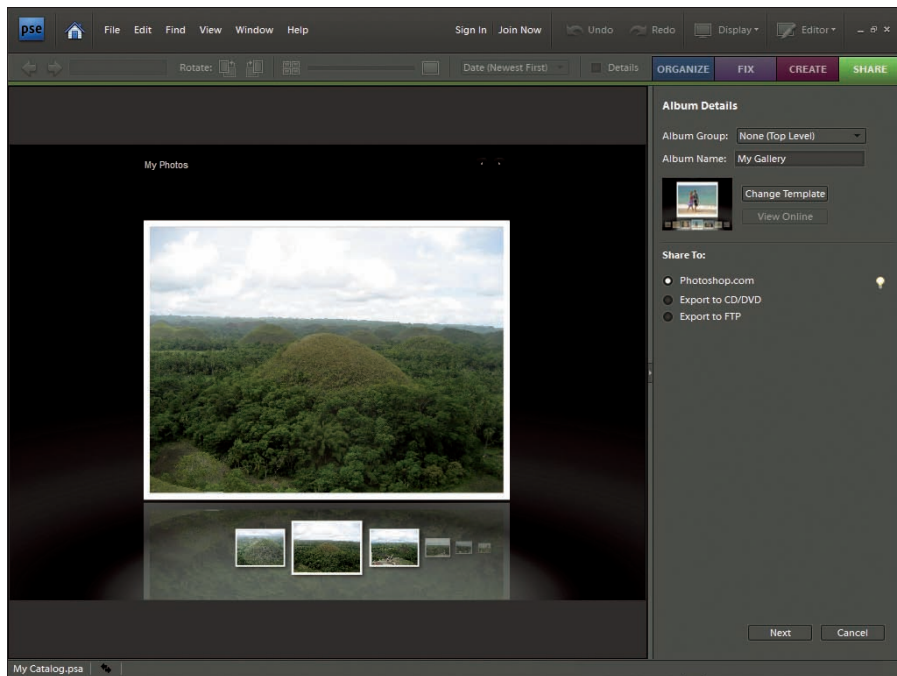 pse File Edit Find View Window Help Sign In Join Now Undo Redo Display Editor
Rotate: Date (Newest First) Details ORGANIZE FIX CREATE SHARE
Album Details
Album Group: None (Top Level)
Album Name: My Gallery
My Photos
Change Template
View Online
Share To:
Photoshop.com
Export to CD/DVD
Export to FTP
Next Cancel
My Catalog.psa